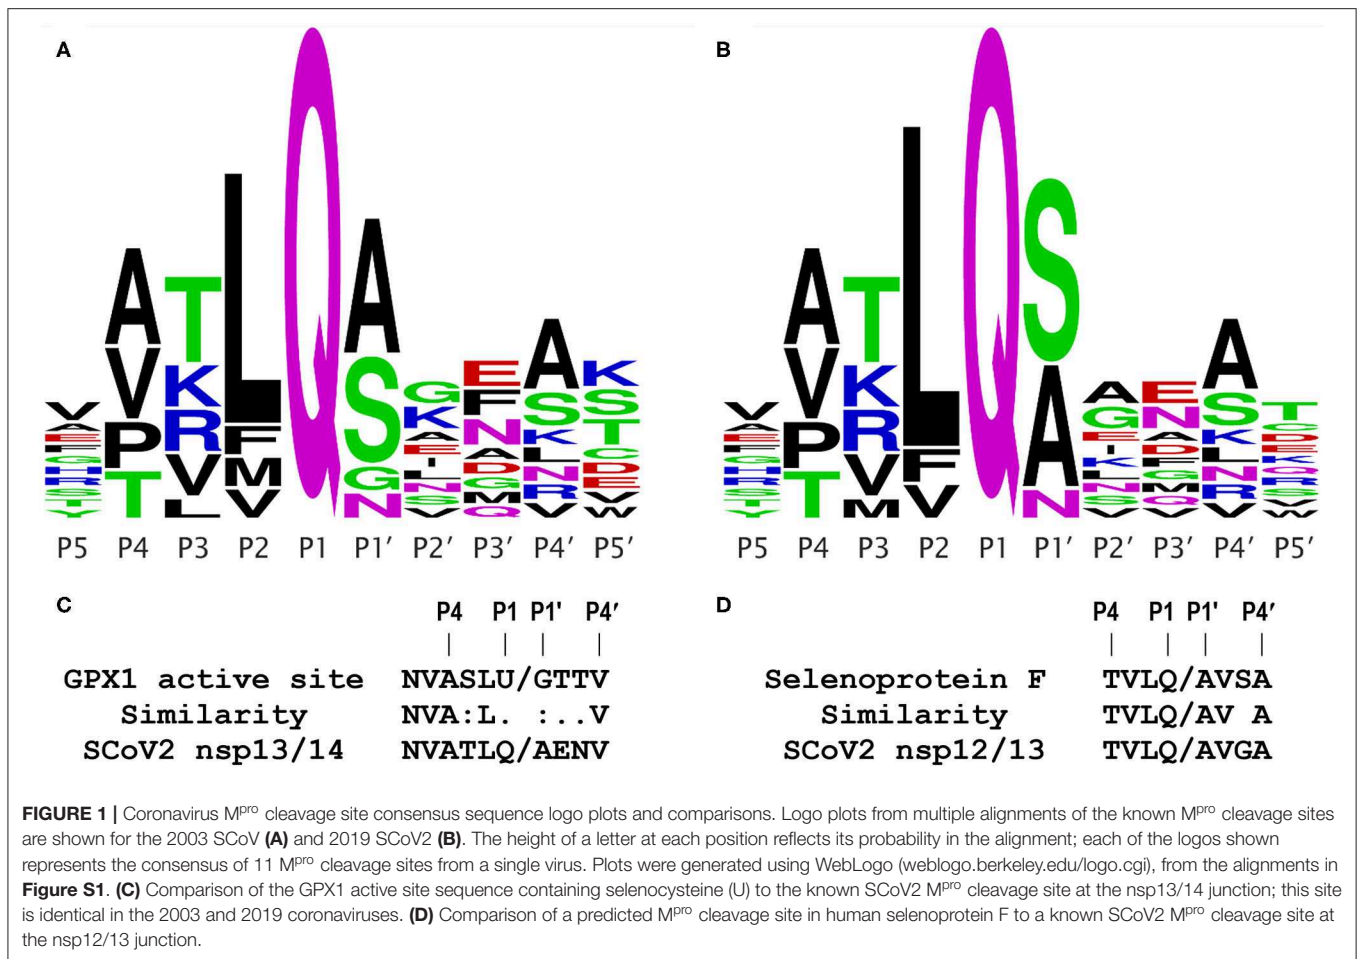 A
B
P5 P4 P3 P2 P1 P1′ P2′ P3′ P4′ P5′
P5 P4 P3 P2 P1 P1′ P2′ P3′ P4′ P5′
C
P4 P1 P1' P4′
GPX1 active site NVASLU/GTTV
Similarity NVA:L. :..V
SCoV2 nsp13/14 NVATLQ/AENV
D
P4 P1 P1' P4′
Selenoprotein F TVLQ/AVSA
Similarity TVLQ/AV A
SCoV2 nsp12/13 TVLQ/AVGA
FIGURE 1 | Coronavirus Mpro cleavage site consensus sequence logo plots and comparisons. Logo plots from multiple alignments of the known Mpro cleavage sites
are shown for the 2003 SCoV (A) and 2019 SCoV2 (B). The height of a letter at each position reflects its probability in the alignment; each of the logos shown
represents the consensus of 11 Mpro cleavage sites from a single virus. Plots were generated using WebLogo (weblogo.berkeley.edu/logo.cgi), from the alignments in
Figure S1. (C) Comparison of the GPX1 active site sequence containing selenocysteine (U) to the known SCoV2 Mpro cleavage site at the nsp13/14 junction; this site
is identical in the 2003 and 2019 coronaviruses. (D) Comparison of a predicted Mpro cleavage site in human selenoprotein F to a known SCoV2 Mpro cleavage site at
the nsp12/13 junction.